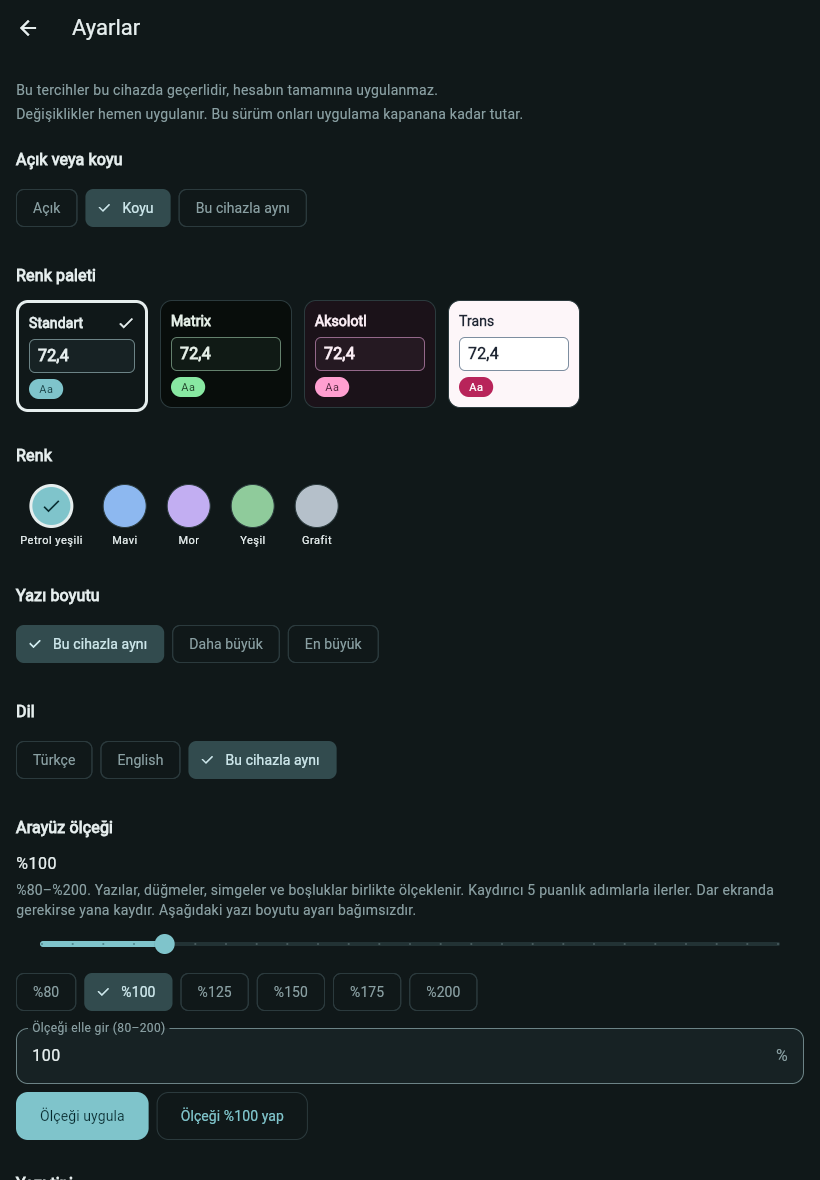 Ayarlar
Bu tercihler bu cihazda geçerlidir, hesabın tamamına uygulanmaz.
Değişiklikler hemen uygulanır. Bu sürüm onları uygulama kapanana kadar tutar.
Açık veya koyu
Açık
Koyu
Bu cihazla aynı
Renk paleti
Standart
Matrix
Aksolotl
Trans
72,4
72,4
72,4
72,4
Aa
Aa
Aa
Aa
Renk
Petrol yeşili
Mavi
Mor
Yeşil
Grafit
Yazı boyutu
Bu cihazla aynı
Daha büyük
En büyük
Dil
Türkçe
English
Bu cihazla aynı
Arayüz ölçeği
%100
%80–%200. Yazılar, düğmeler, simgeler ve boşluklar birlikte ölçeklenir. Kaydırıcı 5 puanlık adımlarla ilerler. Dar ekranda
gerekirse yana kaydır. Aşağıdaki yazı boyutu ayarı bağımsızdır.
%80
%100
%125
%150
%175
%200
Ölçeği elle gir (80–200)
100
%
Ölçeği uygula
Ölçeği %100 yap